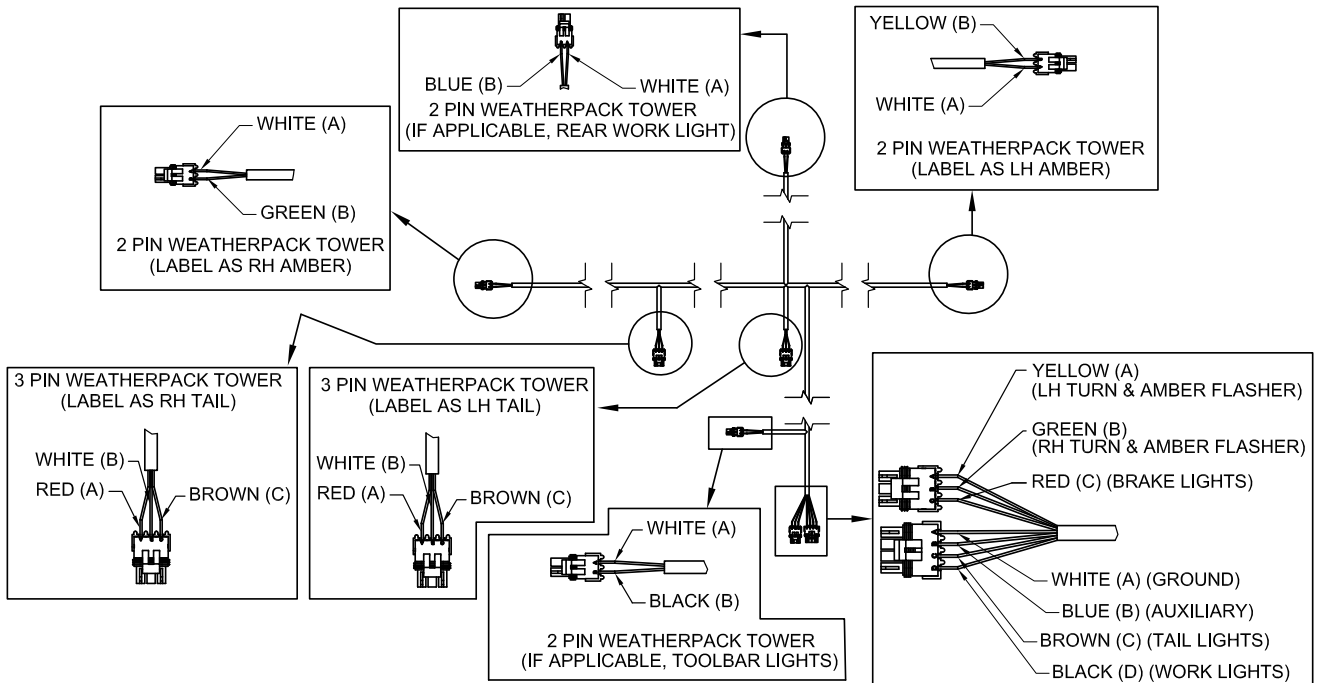 BLUE (B)
WHITE (A)
2 PIN WEATHERPACK TOWER
(IF APPLICABLE, REAR WORK LIGHT)
YELLOW (B)
WHITE (A)
2 PIN WEATHERPACK TOWER
(LABEL AS LH AMBER)
WHITE (A)
GREEN (B)
2 PIN WEATHERPACK TOWER
(LABEL AS RH AMBER)
3 PIN WEATHERPACK TOWER
(LABEL AS RH TAIL)
WHITE (B)
RED (A)
BROWN (C)
3 PIN WEATHERPACK TOWER
(LABEL AS LH TAIL)
WHITE (B)
RED (A)
BROWN (C)
WHITE (A)
BLACK (B)
2 PIN WEATHERPACK TOWER
(IF APPLICABLE, TOOLBAR LIGHTS)
YELLOW (A)
(LH TURN & AMBER FLASHER)
GREEN (B)
(RH TURN & AMBER FLASHER)
RED (C) (BRAKE LIGHTS)
WHITE (A) (GROUND)
BLUE (B) (AUXILIARY)
BROWN (C) (TAIL LIGHTS)
BLACK (D) (WORK LIGHTS)